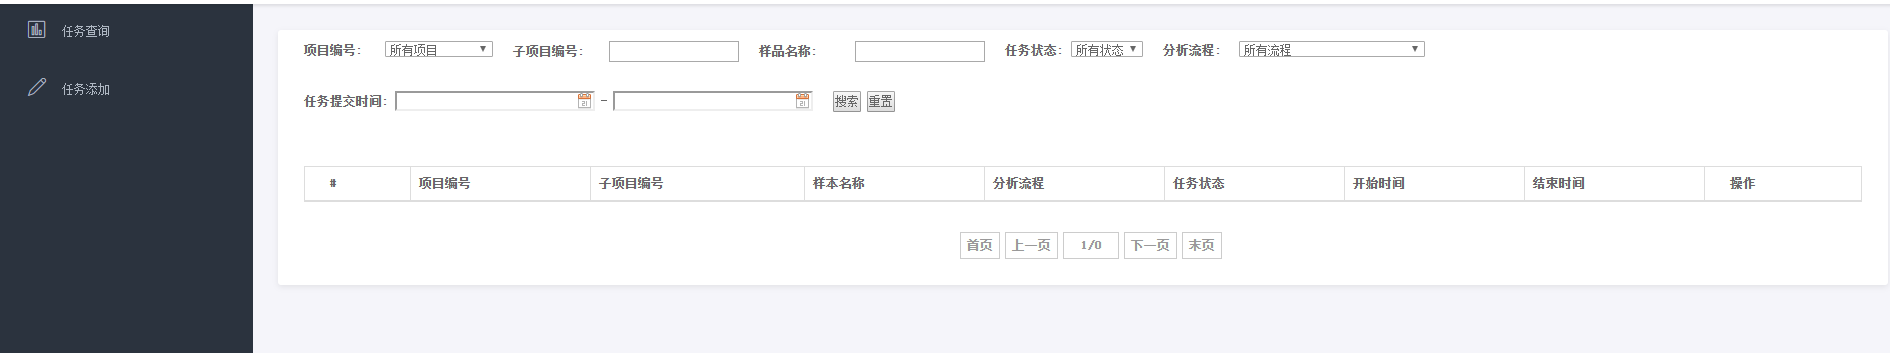 任务查询
任务添加
项目编号： 所有项目 子项目编号： 样品名称： 任务状态： 所有状态 分析流程： 所有流程
任务提交时间： - 搜索 重置
# 项目编号 子项目编号 样本名称 分析流程 任务状态 开始时间 结束时间 操作
首页 上一页 1/0 下一页 末页